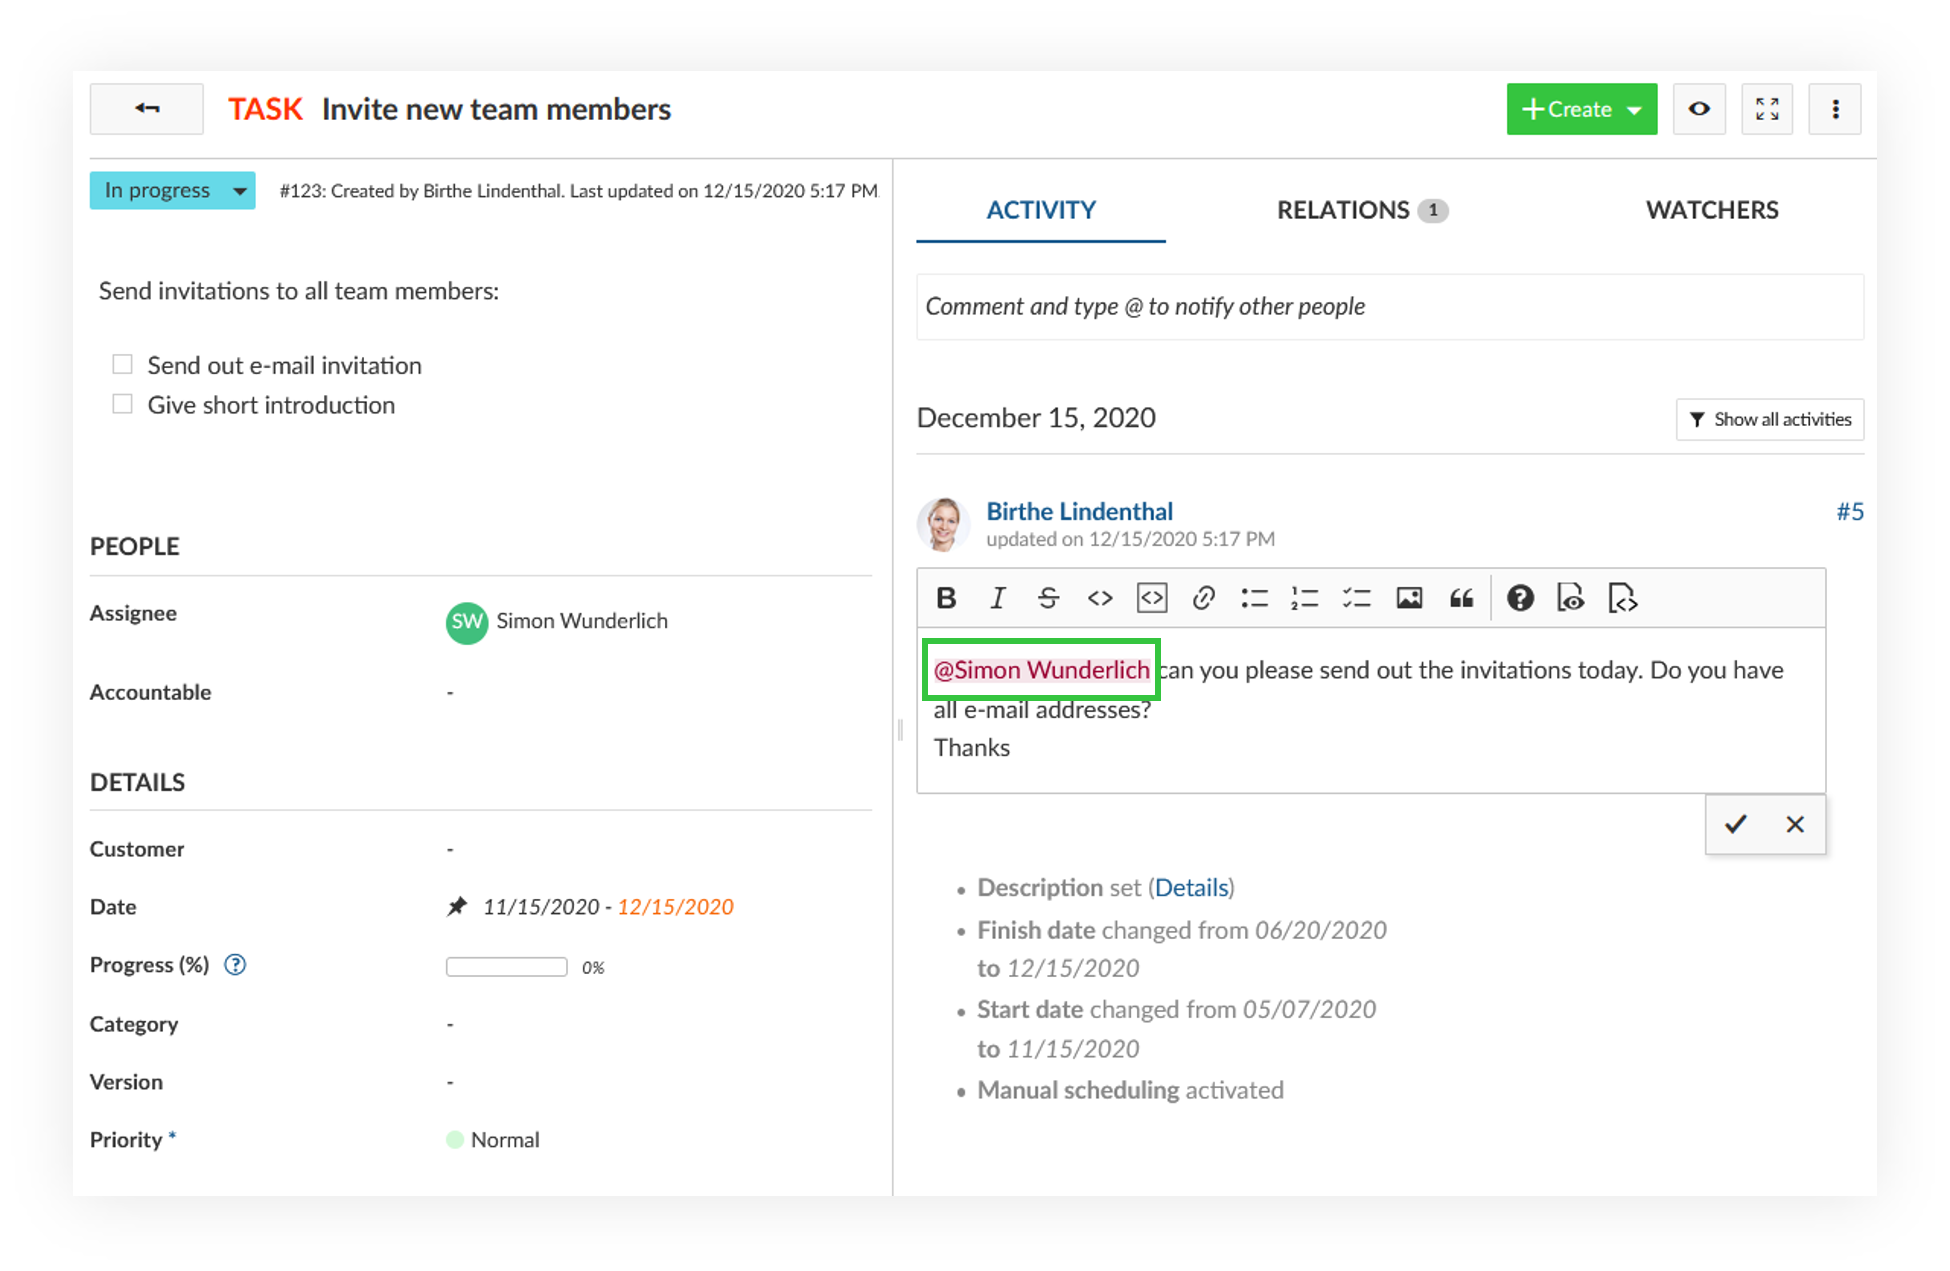 TASK Invite new team members
Create
In progress
#123: Created by Birthe Lindenthal. Last updated on 12/15/2020 5:17 PM.
Send invitations to all team members:
Send out e-mail invitation
Give short introduction
PEOPLE
Assignee
SW Simon Wunderlich
Accountable
-
DETAILS
Customer
-
Date
11/15/2020 - 12/15/2020
Progress (%) ?
0%
Category
-
Version
-
Priority *
Normal
ACTIVITY
RELATIONS 1
WATCHERS
Comment and type @ to notify other people
December 15, 2020
Show all activities
Birthe Lindenthal
#5
updated on 12/15/2020 5:17 PM
@Simon Wunderlich can you please send out the invitations today. Do you have
all e-mail addresses?
Thanks
• Description set (Details)
• Finish date changed from 06/20/2020
to 12/15/2020
• Start date changed from 05/07/2020
to 11/15/2020
• Manual scheduling activated